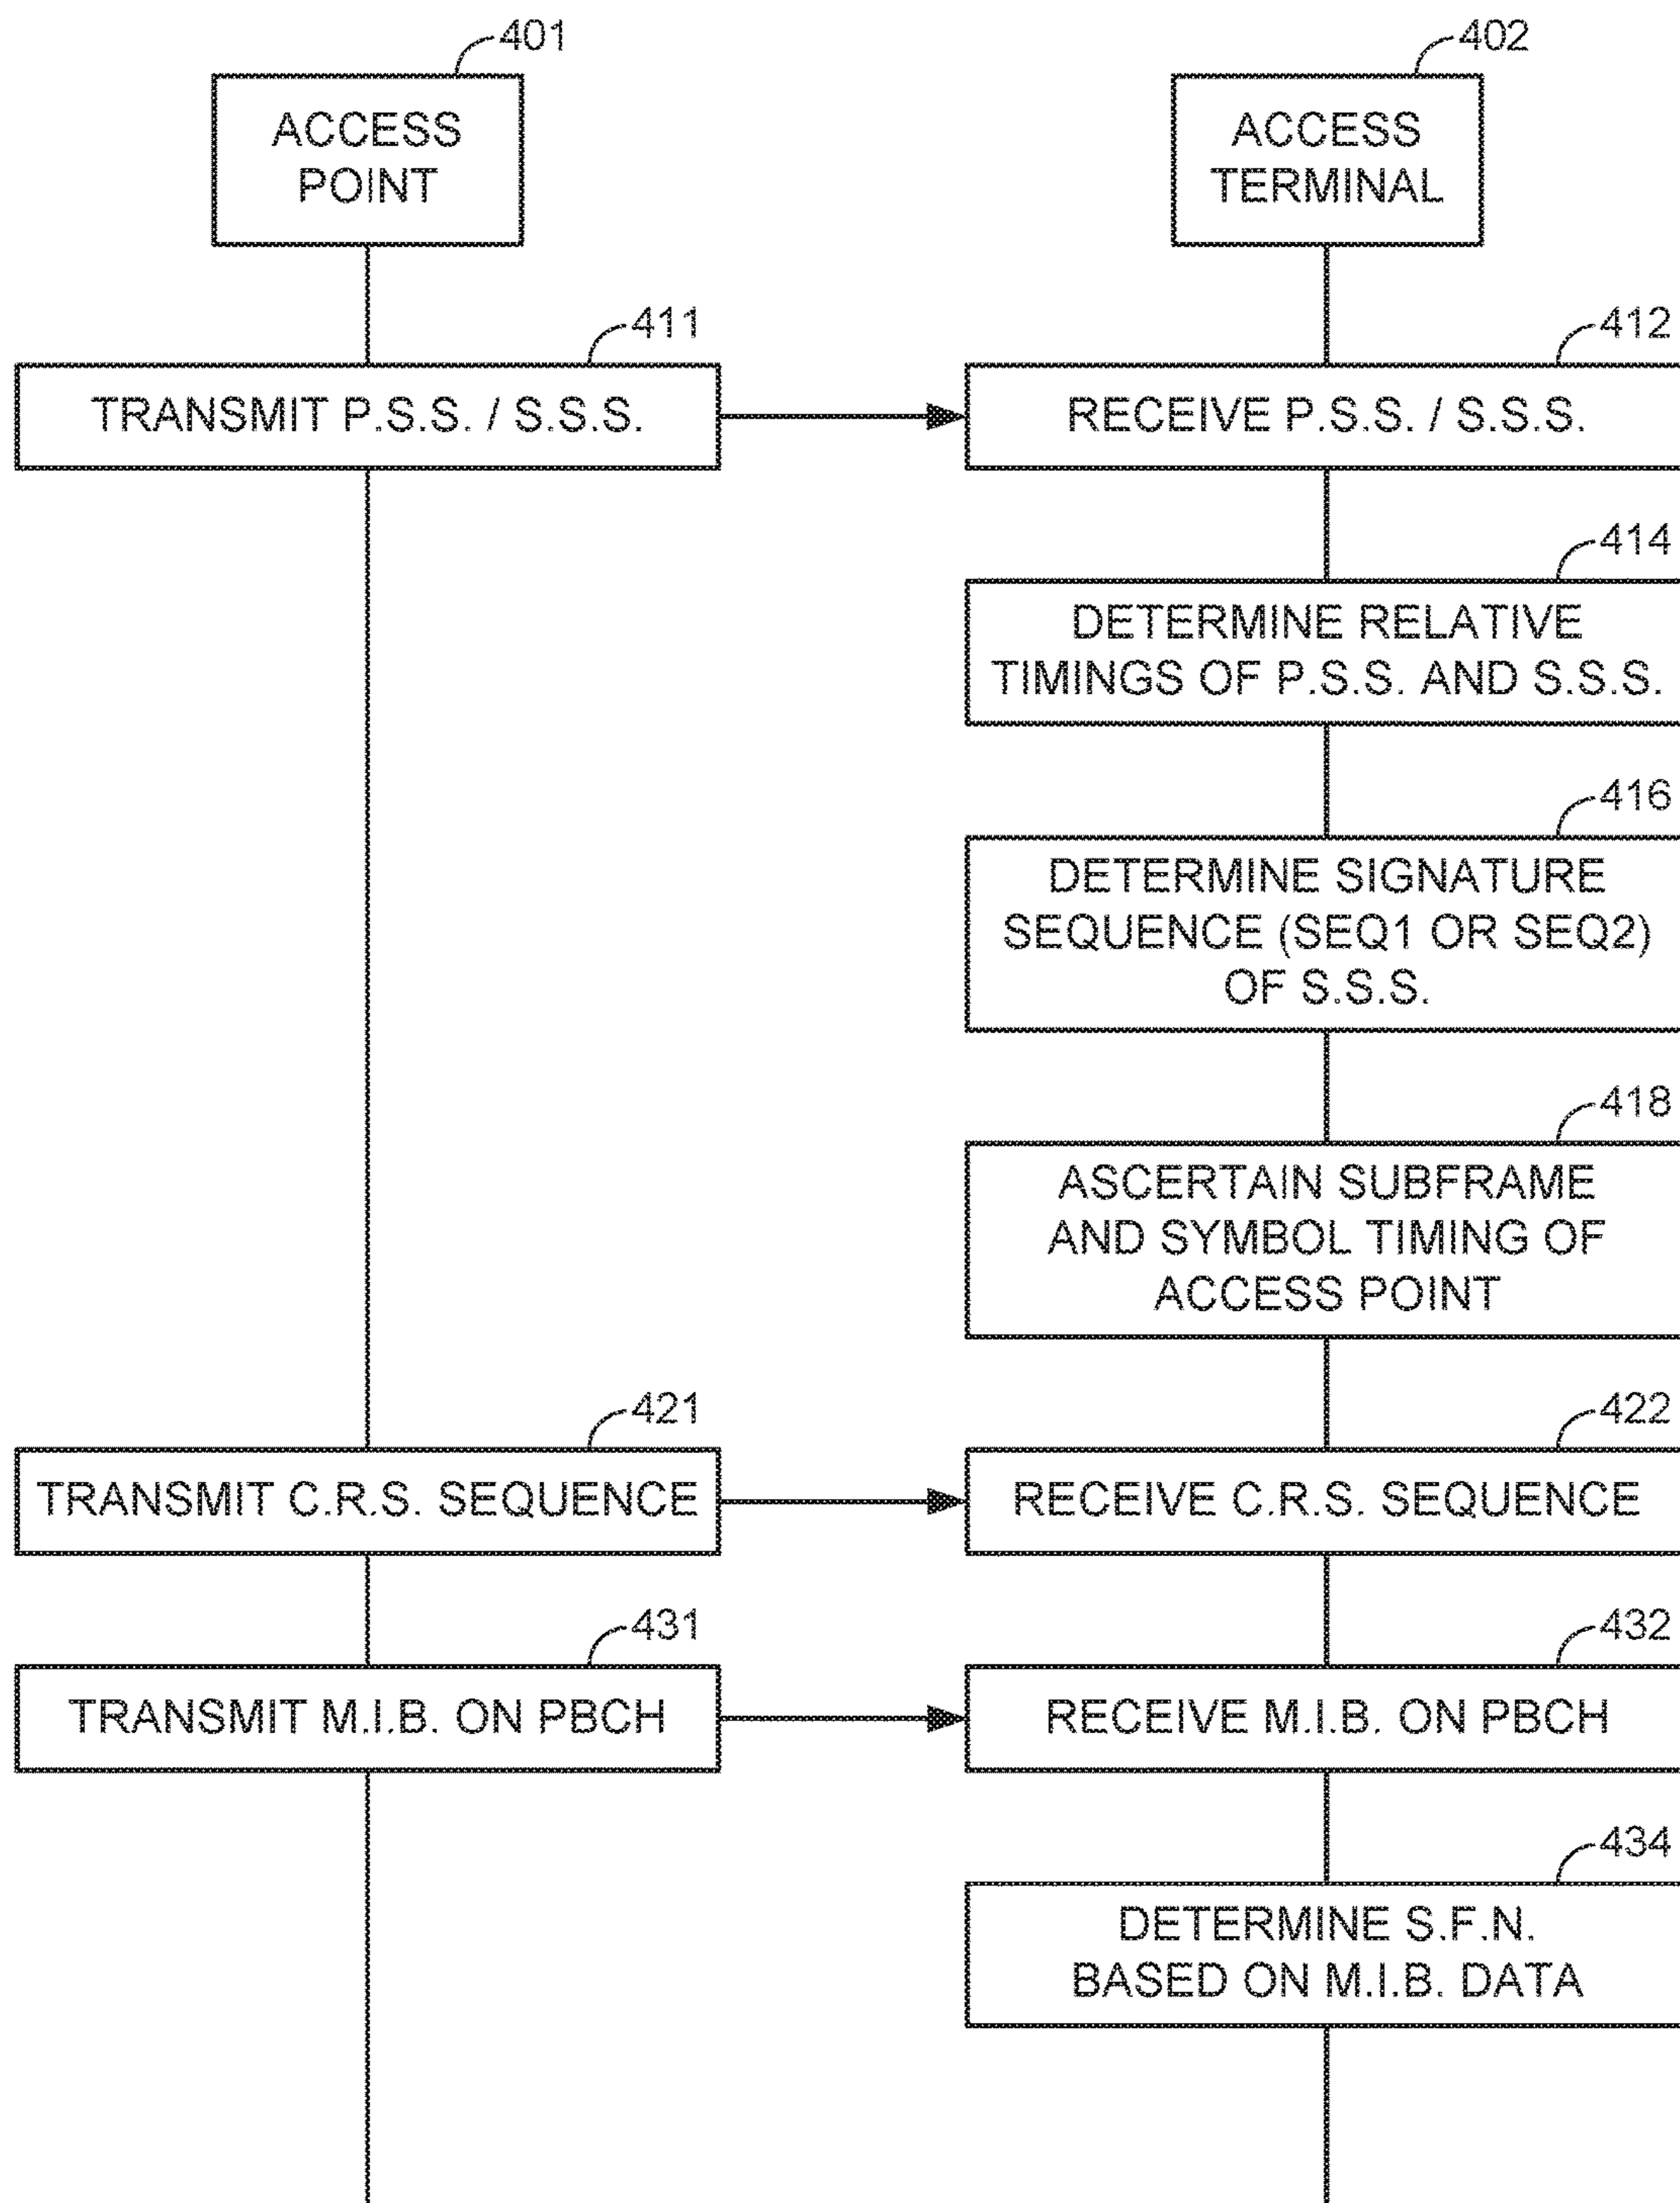 401
402
ACCESS
POINT
ACCESS
TERMINAL
411
412
TRANSMIT P.S.S. / S.S.S.
RECEIVE P.S.S. / S.S.S.
414
DETERMINE RELATIVE
TIMINGS OF P.S.S. AND S.S.S.
416
DETERMINE SIGNATURE
SEQUENCE (SEQ1 OR SEQ2)
OF S.S.S.
418
ASCERTAIN SUBFRAME
AND SYMBOL TIMING OF
ACCESS POINT
421
422
TRANSMIT C.R.S. SEQUENCE
RECEIVE C.R.S. SEQUENCE
431
432
TRANSMIT M.I.B. ON PBCH
RECEIVE M.I.B. ON PBCH
434
DETERMINE S.F.N.
BASED ON M.I.B. DATA